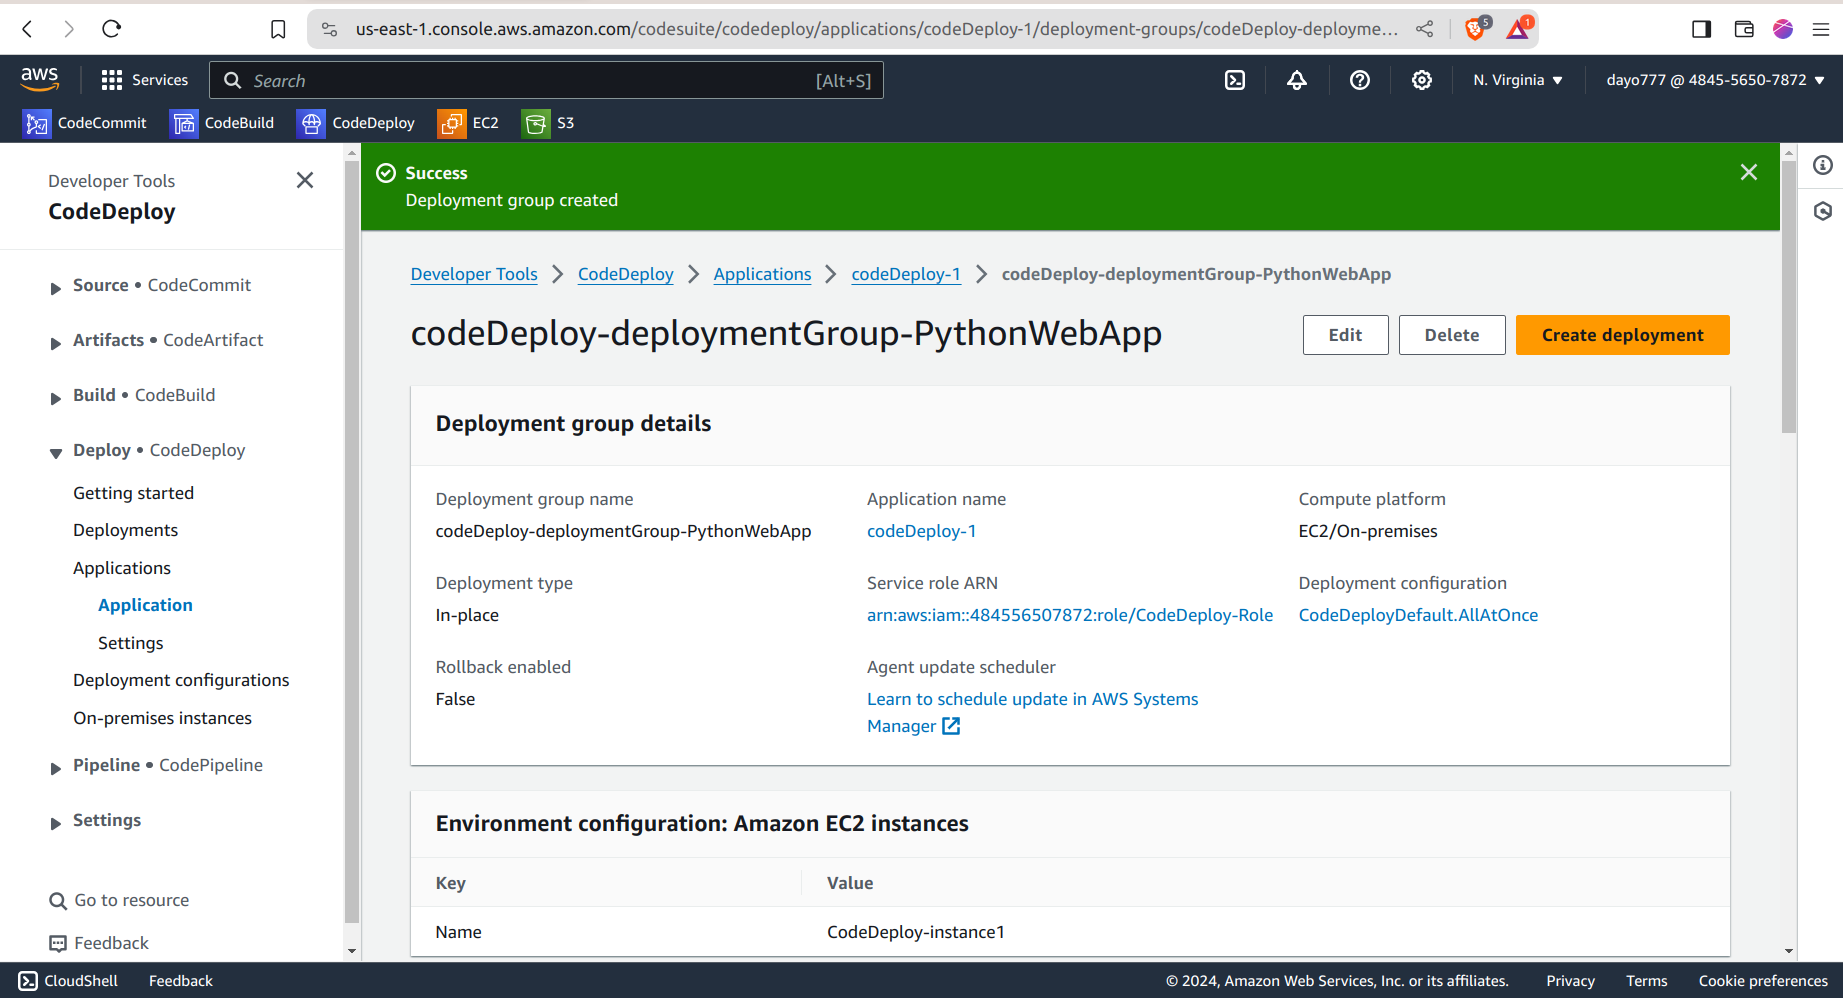 us-east-1.console.aws.amazon.com/codesuite/codedeploy/applications/codeDeploy-1/deployment-groups/codeDeploy-deployme...
5
1
aws
Services
Search
[Alt+S]
N. Virginia
dayo777 @ 4845-5650-7872
CodeCommit
CodeBuild
CodeDeploy
EC2
S3
Developer Tools
CodeDeploy
Source • CodeCommit
Artifacts • CodeArtifact
Build • CodeBuild
Deploy • CodeDeploy
Getting started
Deployments
Applications
Application
Settings
Deployment configurations
On-premises instances
Pipeline • CodePipeline
Settings
Go to resource
Feedback
Success
Deployment group created
Developer Tools > CodeDeploy > Applications > codeDeploy-1 > codeDeploy-deploymentGroup-PythonWebApp
codeDeploy-deploymentGroup-PythonWebApp
Edit
Delete
Create deployment
Deployment group details
Deployment group name
codeDeploy-deploymentGroup-PythonWebApp
Application name
codeDeploy-1
Compute platform
EC2/On-premises
Deployment type
In-place
Service role ARN
arn:aws:iam::484556507872:role/CodeDeploy-Role
Deployment configuration
CodeDeployDefault.AllAtOnce
Rollback enabled
False
Agent update scheduler
Learn to schedule update in AWS Systems
Manager
Environment configuration: Amazon EC2 instances
Key
Value
Name
CodeDeploy-instance1
CloudShell
Feedback
© 2024, Amazon Web Services, Inc. or its affiliates.
Privacy
Terms
Cookie preferences